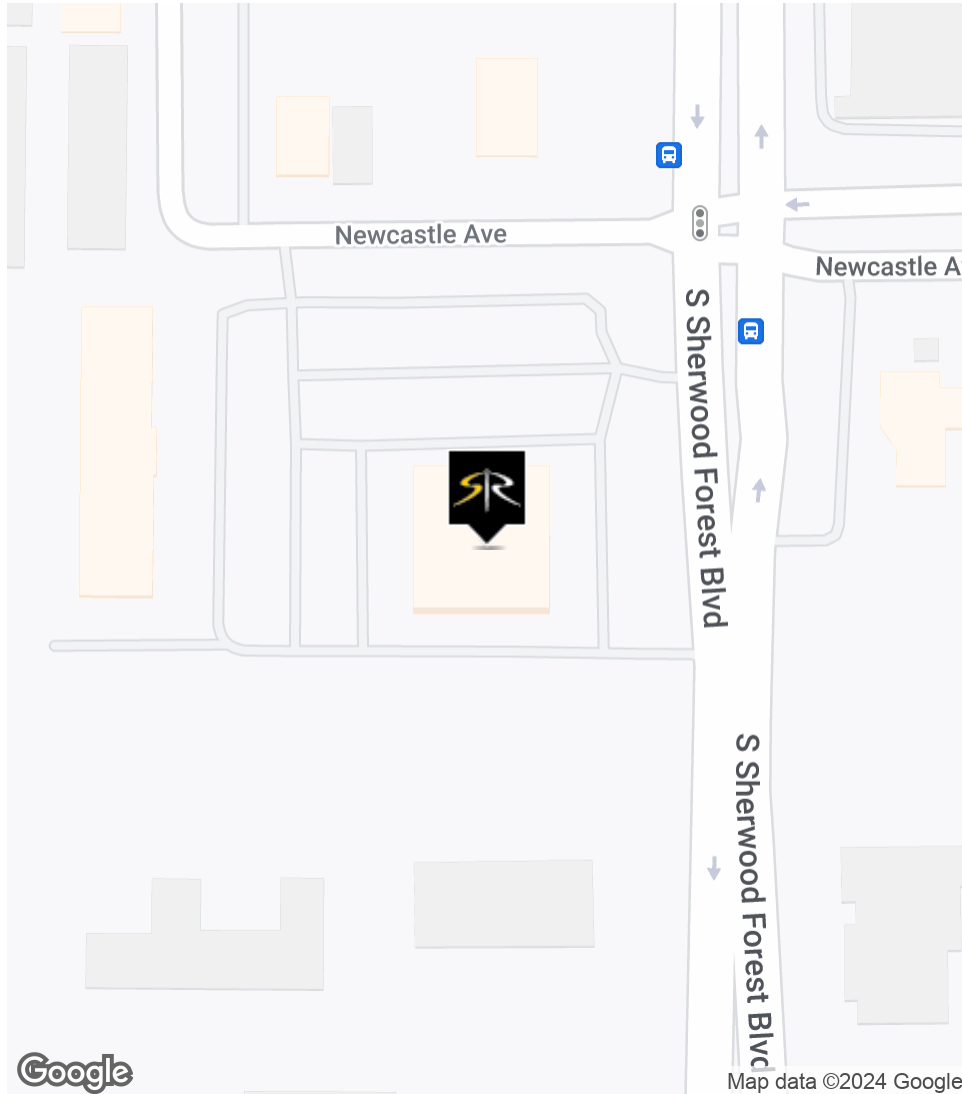 Newcastle Ave
Newcastle A
S Sherwood Forest Blvd
SR
S Sherwood Forest Blvd
Google
Map data ©2024 Google